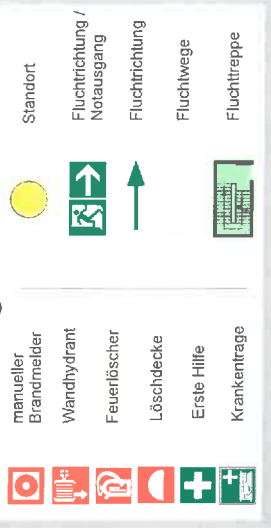 manueller
Brandmelder
Wandhydrant
Feuerlöscher
Löschdecke
Erste Hilfe
Krankentrage
Standort
Fluchtrichtung /
Notausgang
Fluchtrichtung
Fluchtwege
Fluchttreppe